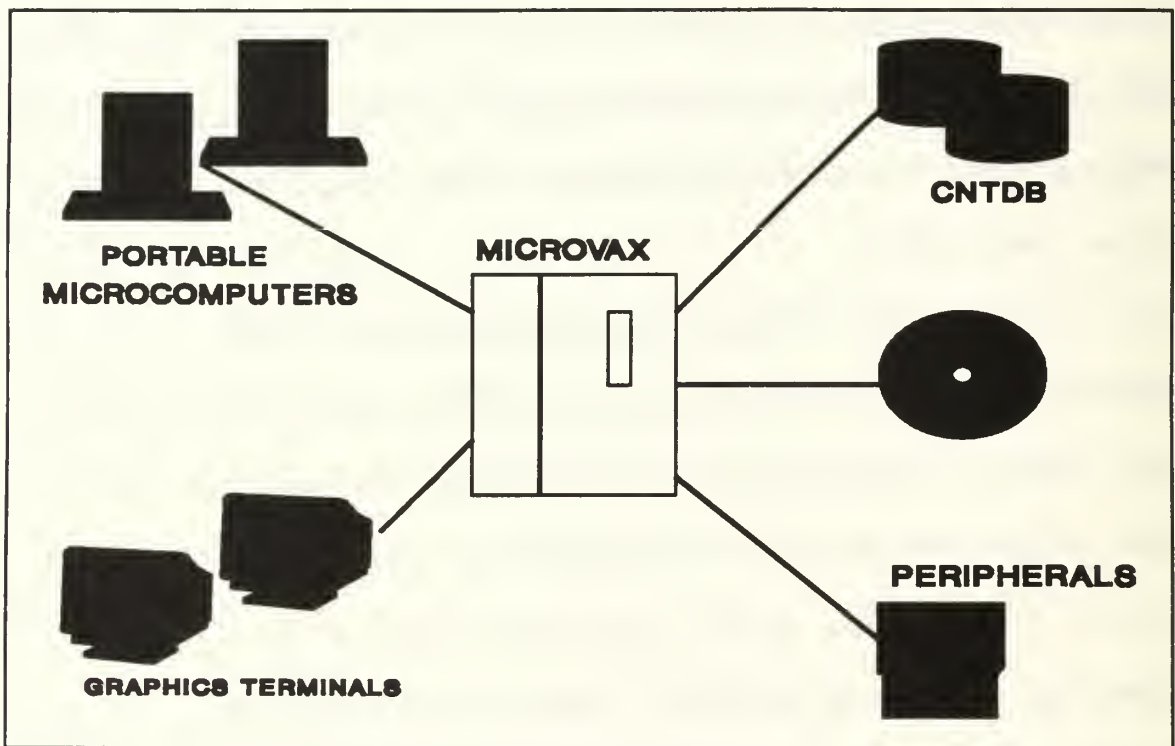 CNTDB
PORTABLE
MICROCOMPUTERS
MICROVAX
PERIPHERALS
GRAPHICS TERMINALS